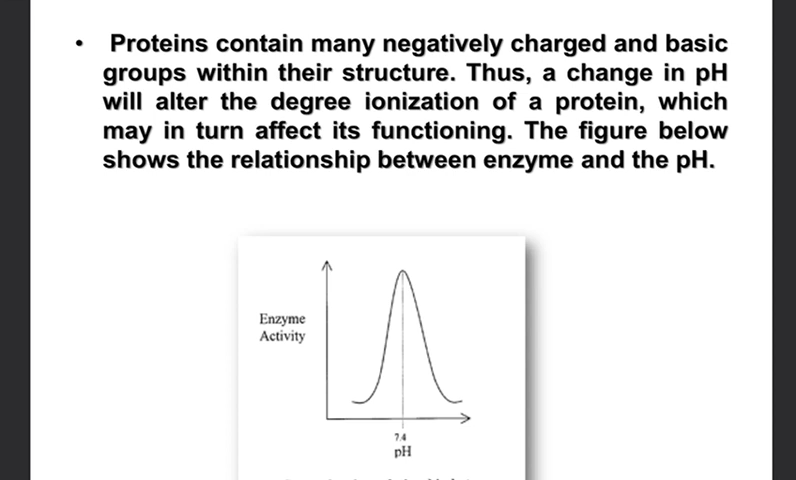 • Proteins contain many negatively charged and basic
groups within their structure. Thus, a change in pH
will alter the degree ionization of a protein, which
may in turn affect its functioning. The figure below
shows the relationship between enzyme and the pH.
Enzyme
Activity
7.4
pH